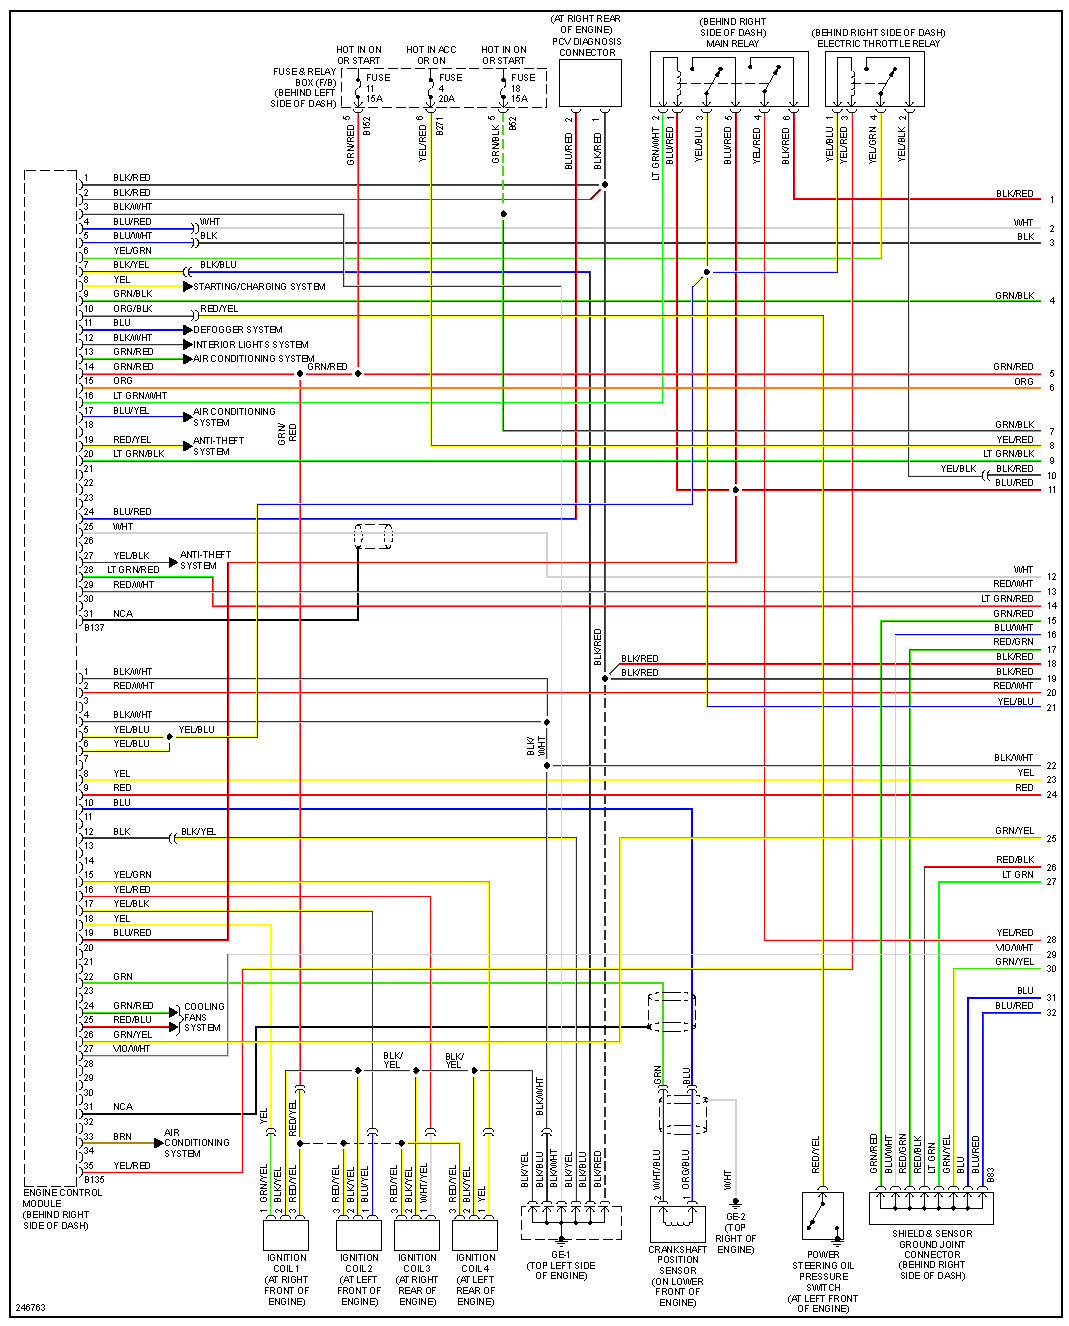 (AT RIGHT REAR
OF ENGINE)
PCV DIAGNOSIS
CONNECTOR
(BEHIND RIGHT
SIDE OF DASH)
MAIN RELAY
(BEHIND RIGHT SIDE OF DASH)
ELECTRIC THROTTLE RELAY
HOT IN ON
OR START
HOT IN ACC
OR ON
HOT IN ON
OR START
FUSE & RELAY
BOX (F/B)
(BEHIND LEFT
SIDE OF DASH)
FUSE
11
15A
FUSE
4
20A
FUSE
18
15A
5
B152
GRN/RED
6
B271
YEL/RED
5
B52
GRN/BLK
2
BLU/RED
1
BLK/RED
2
LT GRN/WHT
1
BLU/RED
3
YEL/BLU
5
BLU/RED
4
YEL/RED
6
BLK/RED
1
YEL/BLU
3
YEL/RED
4
YEL/GRN
2
YEL/BLK
1 BLK/RED
2 BLK/RED
3 BLK/WHT
4 BLU/RED WHT
5 BLU/WHT BLK
6 YEL/GRN
7 BLK/YEL BLK/BLU
8 YEL STARTING/CHARGING SYSTEM
9 GRN/BLK
10 ORG/BLK RED/YEL
11 BLU DEFOGGER SYSTEM
12 BLK/WHT INTERIOR LIGHTS SYSTEM
13 GRN/RED AIR CONDITIONING SYSTEM
14 GRN/RED GRN/RED
15 ORG
16 LT GRN/WHT
17 BLU/YEL AIR CONDITIONING
SYSTEM
18
19 RED/YEL ANTI-THEFT
SYSTEM
20 LT GRN/BLK
21
22
23
24 BLU/RED
25 WHT
26
27 YEL/BLK ANTI-THEFT
SYSTEM
28 LT GRN/RED
29 RED/WHT
30
31 NCA
B137
GRN/
RED
BLK/RED 1
WHT 2
BLK 3
GRN/BLK 4
GRN/RED 5
ORG 6
GRN/BLK 7
YEL/RED 8
LT GRN/BLK 9
YEL/BLK BLK/RED 10
BLU/RED 11
WHT 12
RED/WHT 13
LT GRN/RED 14
GRN/RED 15
BLU/WHT 16
RED/GRN 17
BLK/RED
BLK/RED BLK/RED 18
BLK/RED BLK/RED 19
RED/WHT 20
YEL/BLU 21
BLK/WHT 22
YEL 23
RED 24
GRN/YEL 25
RED/BLK 26
LT GRN 27
YEL/RED 28
VIO/WHT 29
GRN/YEL 30
BLU 31
BLU/RED 32
1 BLK/WHT
2 RED/WHT
3
4 BLK/WHT
5 YEL/BLU YEL/BLU
6 YEL/BLU
7
8 YEL
9 RED
10 BLU
11
12 BLK BLK/YEL
13
14
15 YEL/GRN
16 YEL/RED
17 YEL/BLK
18 YEL
19 BLU/RED
20
21
22 GRN
23
24 GRN/RED COOLING
FANS
SYSTEM
25 RED/BLU
26 GRN/YEL
27 VIO/WHT
28
29
30
31 NCA
32
33 BRN AIR
CONDITIONING
SYSTEM
34
35 YEL/RED
B135
ENGINE CONTROL
MODULE
(BEHIND RIGHT
SIDE OF DASH)
BLK/
WHT
BLK/
YEL
BLK/
YEL
YEL
RED/YEL
BLK/WHT
GRN
BLU
1 GRN/YEL
2 BLK/YEL
3 RED/YEL
IGNITION
COIL 1
(AT RIGHT
FRONT OF
ENGINE)
3 RED/YEL
2 BLK/YEL
1 BLU/YEL
IGNITION
COIL 2
(AT LEFT
FRONT OF
ENGINE)
3 RED/YEL
2 BLK/YEL
1 WHT/YEL
IGNITION
COIL 3
(AT RIGHT
REAR OF
ENGINE)
3 RED/YEL
2 BLK/YEL
1 YEL
IGNITION
COIL 4
(AT LEFT
REAR OF
ENGINE)
BLK/YEL
BLK/BLU
BLK/WHT
BLK/YEL
BLK/BLU
BLK/RED
GE-1
(TOP LEFT SIDE
OF ENGINE)
2 WHT/BLU
1 ORG/BLU
CRANKSHAFT
POSITION
SENSOR
(ON LOWER
FRONT OF
ENGINE)
WHT
GE-2
(TOP
RIGHT OF
ENGINE)
RED/YEL
POWER
STEERING OIL
PRESSURE
SWITCH
(AT LEFT FRONT
OF ENGINE)
GRN/RED
BLU/WHT
RED/GRN
RED/BLK
LT GRN
GRN/YEL
BLU
BLU/RED
B83
SHIELD & SENSOR
GROUND JOINT
CONNECTOR
(BEHIND RIGHT
SIDE OF DASH)
246763